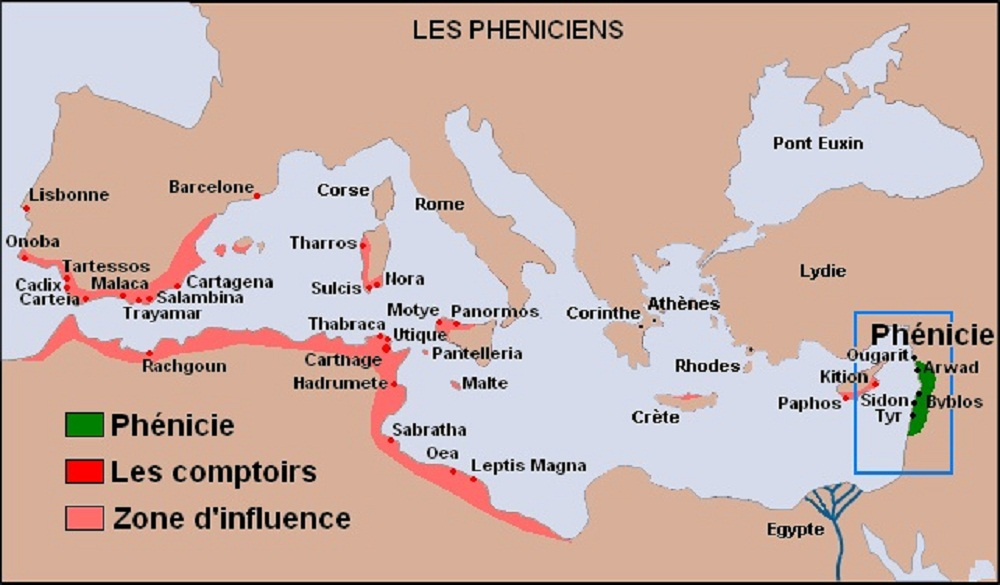 LES PHENICIENS
Pont Euxin
Barcelone
Corse
Lisbonne
Rome
Onoba
Tharros
Tartessos
Lydie
Cadix
Malaca
Cartagena
Nora
Carteia
Salambina
Sulcis
Athènes
Trayamar
Motye
Panormos
Corinthe
Thabraca
Utique
Phénicie
Carthage
Pantelleria
Ougarit
Rachgoun
Rhodes
Arwad
Hadrumete
Malte
Kition
Crète
Paphos
Sidon
Byblos
Tyr
Phénicie
Sabratha
Oea
Leptis Magna
Les comptoirs
Zone d'influence
Egypte